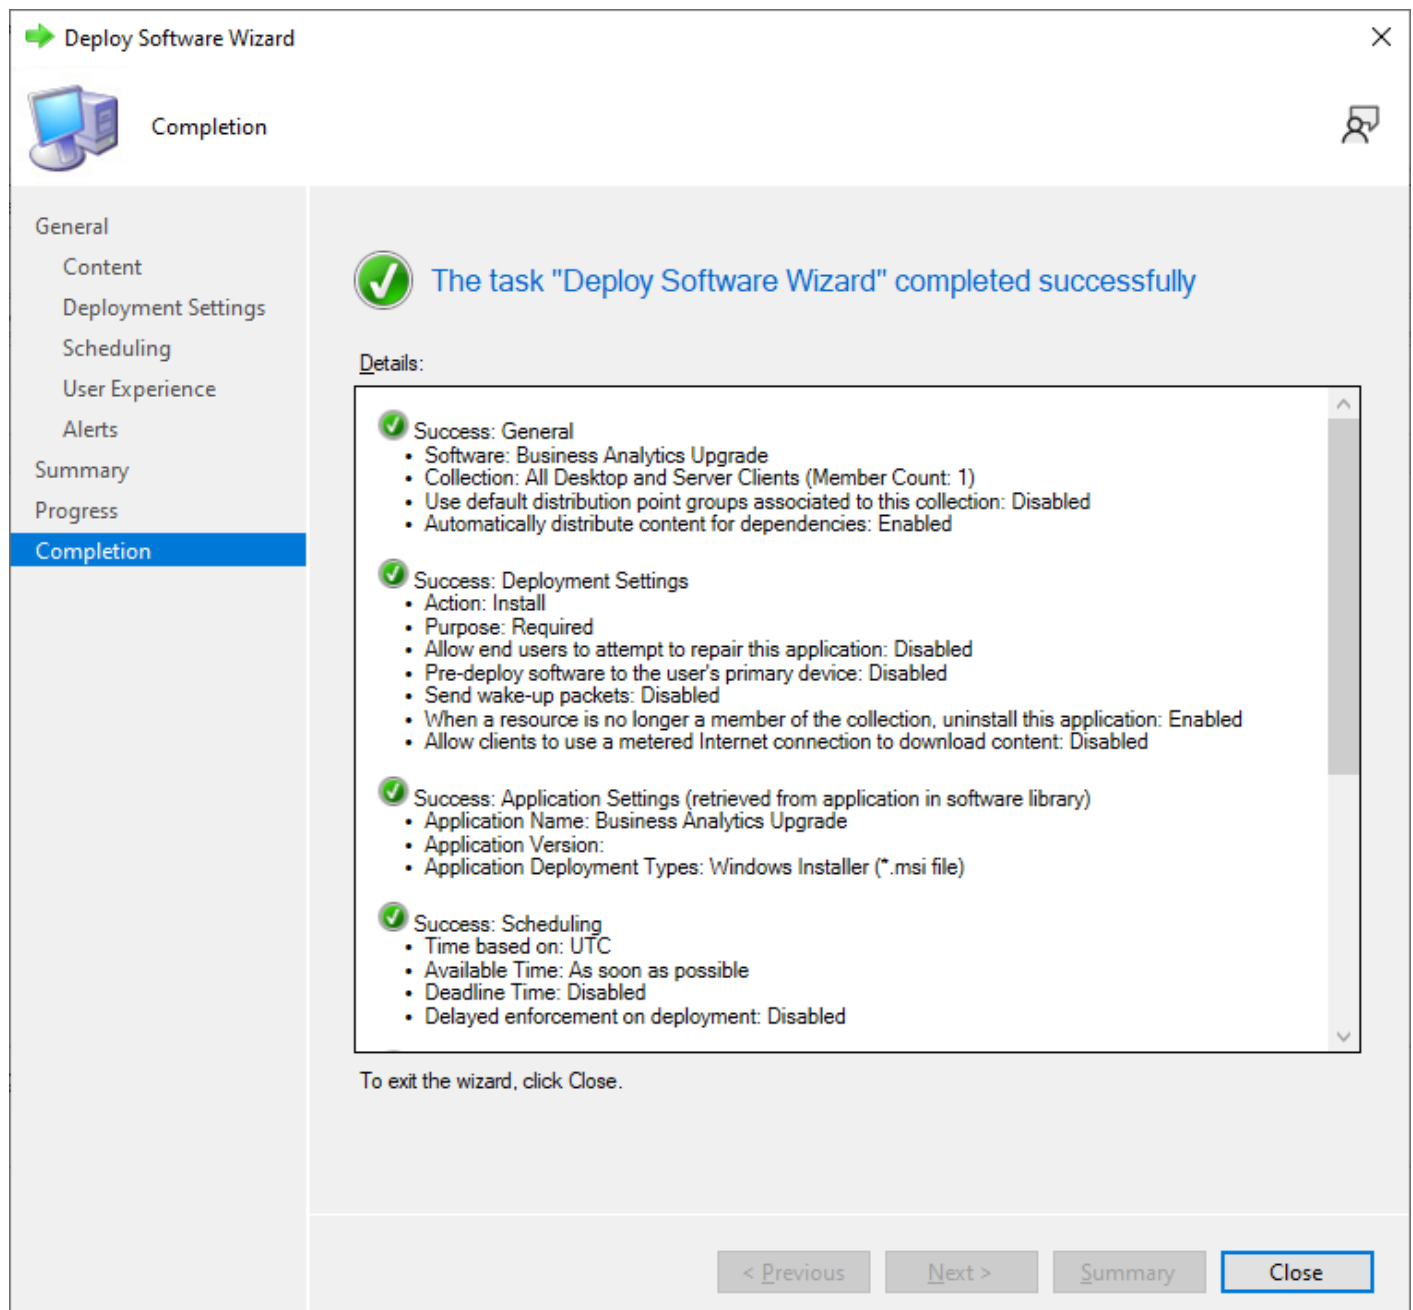 Deploy Software Wizard
Completion
General
Content
Deployment Settings
Scheduling
User Experience
Alerts
Summary
Progress
Completion
The task "Deploy Software Wizard" completed successfully
Details:
Success: General
• Software: Business Analytics Upgrade
• Collection: All Desktop and Server Clients (Member Count: 1)
• Use default distribution point groups associated to this collection: Disabled
• Automatically distribute content for dependencies: Enabled
Success: Deployment Settings
• Action: Install
• Purpose: Required
• Allow end users to attempt to repair this application: Disabled
• Pre-deploy software to the user's primary device: Disabled
• Send wake-up packets: Disabled
• When a resource is no longer a member of the collection, uninstall this application: Enabled
• Allow clients to use a metered Internet connection to download content: Disabled
Success: Application Settings (retrieved from application in software library)
• Application Name: Business Analytics Upgrade
• Application Version:
• Application Deployment Types: Windows Installer (*.msi file)
Success: Scheduling
• Time based on: UTC
• Available Time: As soon as possible
• Deadline Time: Disabled
• Delayed enforcement on deployment: Disabled
To exit the wizard, click Close.
< Previous
Next >
Summary
Close